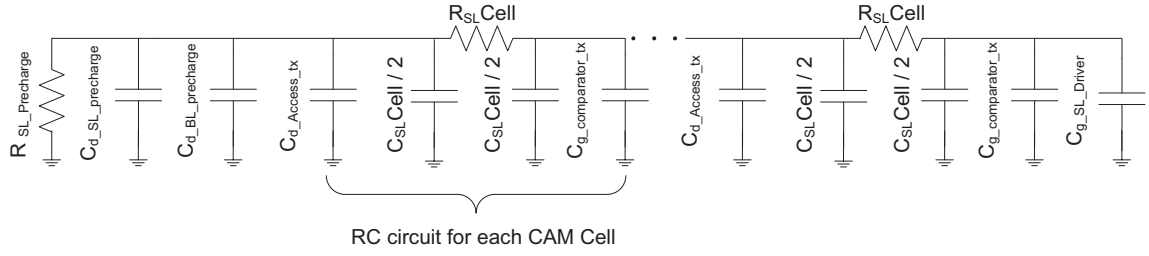 R_SLCell
R_SLCell
R_SL_Precharge
C_d_SL_precharge
C_d_BL_precharge
C_d_Access_tx
C_SLCell / 2
C_SLCell / 2
C_g_comparator_tx
. . .
C_d_Access_tx
C_SLCell / 2
C_SLCell / 2
C_g_comparator_tx
C_g_SL_Driver
RC circuit for each CAM Cell